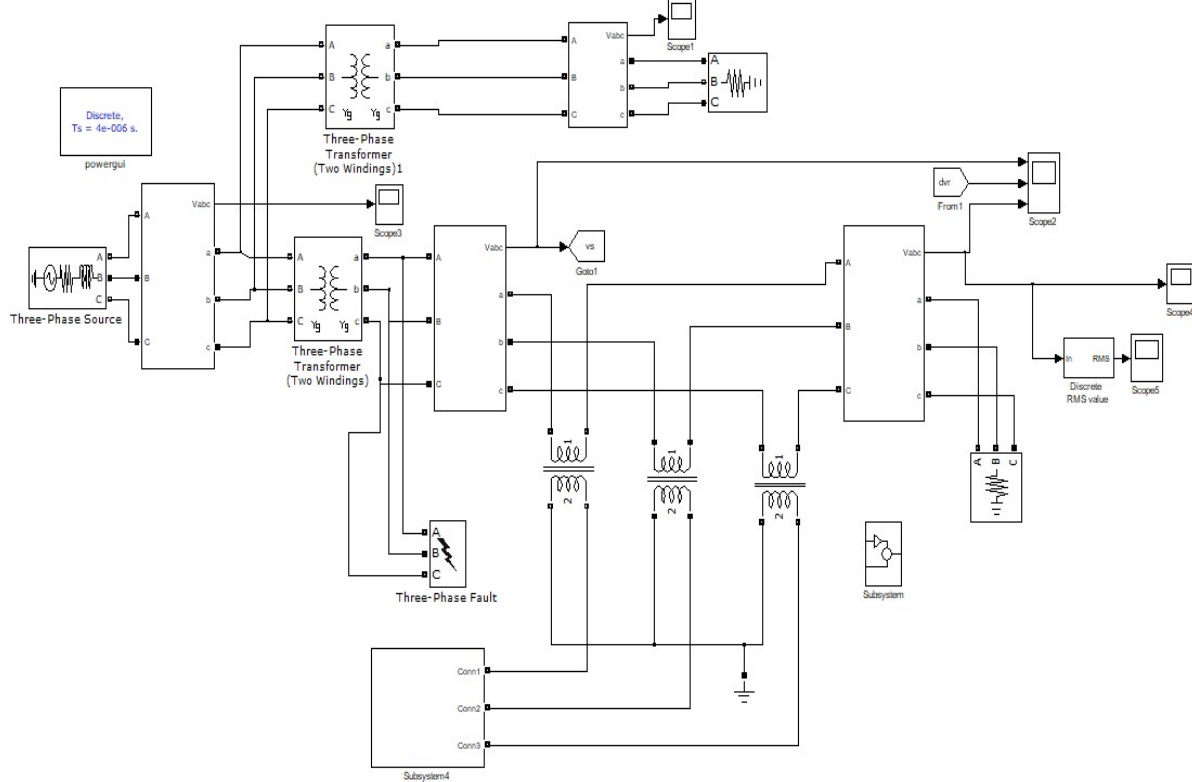 Discrete,
Ts = 4e-006 s.
powergui
A
B
C
a
b
c
Yg
Yg
Three-Phase
Transformer
(Two Windings)1
A
B
C
Vabc
a
b
c
Scope1
A
B
C
A
B
C
Three-Phase Source
A
B
C
Vabc
a
b
c
Scope3
A
B
C
a
b
c
Yg
Yg
Three-Phase
Transformer
(Two Windings)
A
B
C
Vabc
a
b
c
vs
Goto1
dvr
From1
Scope2
A
B
C
Vabc
a
b
c
Scope4
In
RMS
Discrete
RMS value
Scope5
A
B
C
1
2
1
2
1
2
A
B
C
Three-Phase Fault
Subsystem
Conn1
Conn2
Conn3
Subsystem4